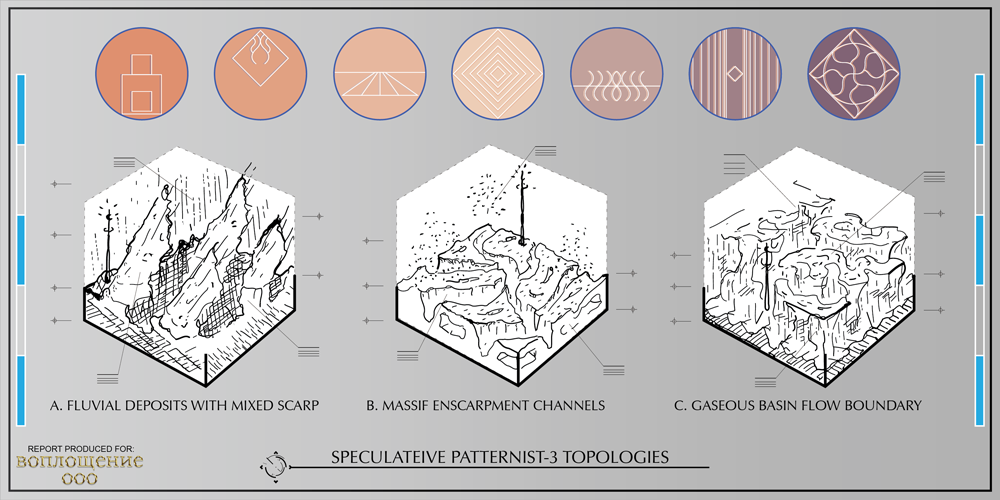 A. FLUVIAL DEPOSITS WITH MIXED SCARP
B. MASSIF ENSCARPMENT CHANNELS
C. GASEOUS BASIN FLOW BOUNDARY
REPORT PRODUCED FOR:
воплощение
ооо
SPECULATEIVE PATTERNIST-3 TOPOLOGIES